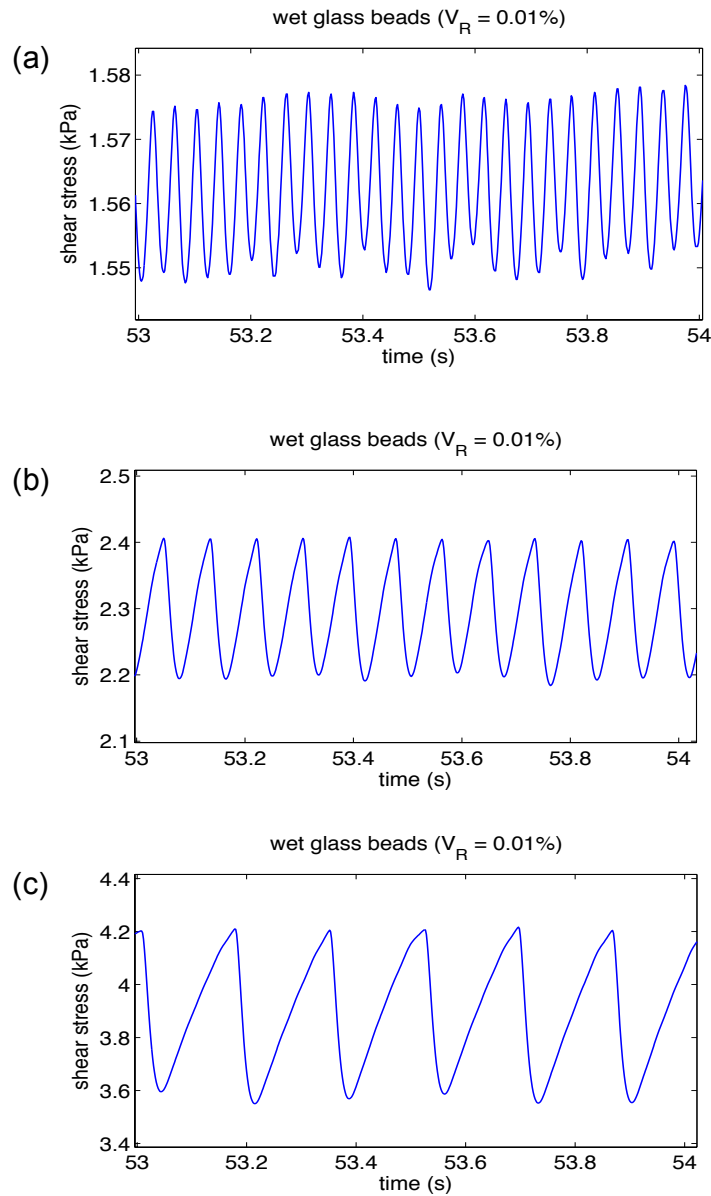 wet glass beads (V_R = 0.01%)
(a)
1.58
1.57
1.56
1.55
shear stress (kPa)
53 53.2 53.4 53.6 53.8 54
time (s)
wet glass beads (V_R = 0.01%)
(b)
2.5
2.4
2.3
2.2
2.1
shear stress (kPa)
53 53.2 53.4 53.6 53.8 54
time (s)
wet glass beads (V_R = 0.01%)
(c)
4.4
4.2
4
3.8
3.6
3.4
shear stress (kPa)
53 53.2 53.4 53.6 53.8 54
time (s)